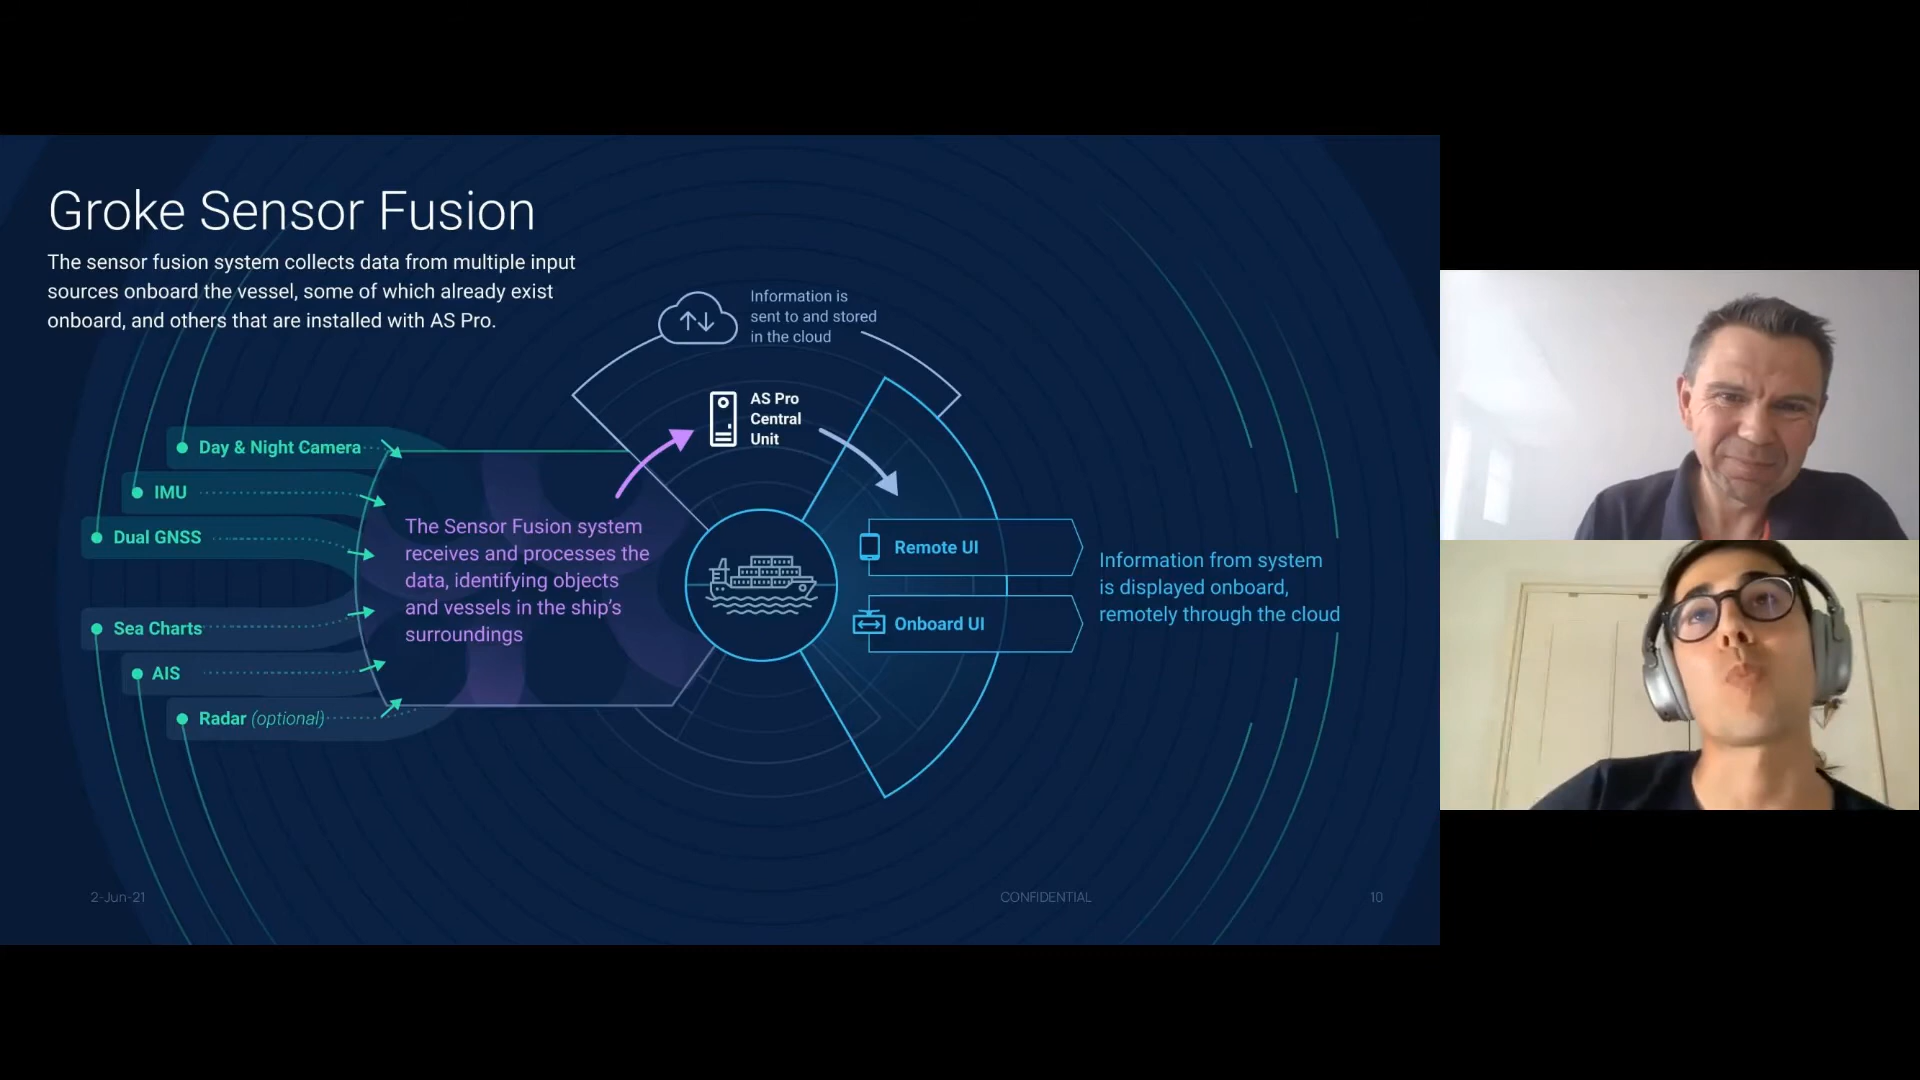 Groke Sensor Fusion
The sensor fusion system collects data from multiple input
sources onboard the vessel, some of which already exist
onboard, and others that are installed with AS Pro.
Information is
sent to and stored
in the cloud
AS Pro
Central
Unit
Day & Night Camera
IMU
Dual GNSS
Sea Charts
AIS
Radar (optional)
The Sensor Fusion system
receives and processes the
data, identifying objects
and vessels in the ship's
surroundings
Remote UI
Onboard UI
Information from system
is displayed onboard,
remotely through the cloud
2-Jun-21
CONFIDENTIAL
10